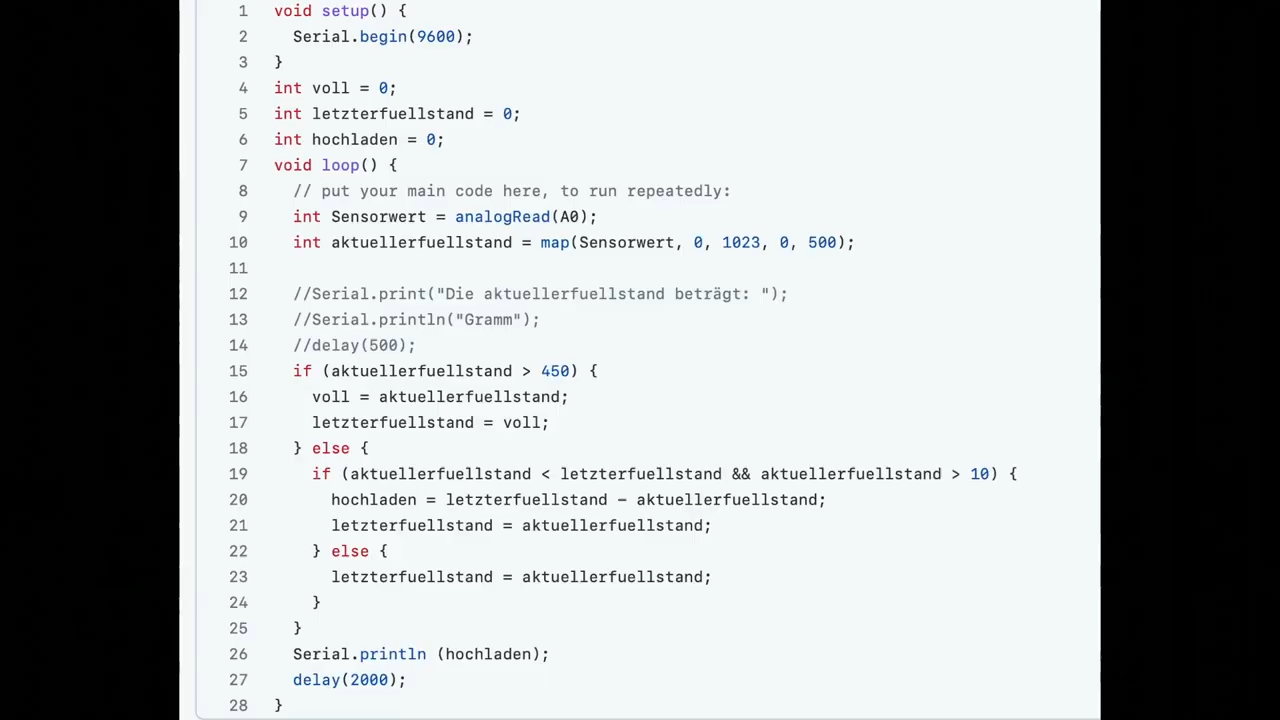 1 void setup() {
2 Serial.begin(9600);
3 }
4 int voll = 0;
5 int letzterfuellstand = 0;
6 int hochladen = 0;
7 void loop() {
8 // put your main code here, to run repeatedly:
9 int Sensorwert = analogRead(A0);
10 int aktuellerfuellstand = map(Sensorwert, 0, 1023, 0, 500);
11
12 //Serial.print("Die aktuellerfuellstand beträgt: ");
13 //Serial.println("Gramm");
14 //delay(500);
15 if (aktuellerfuellstand > 450) {
16 voll = aktuellerfuellstand;
17 letzterfuellstand = voll;
18 } else {
19 if (aktuellerfuellstand < letzterfuellstand && aktuellerfuellstand > 10) {
20 hochladen = letzterfuellstand - aktuellerfuellstand;
21 letzterfuellstand = aktuellerfuellstand;
22 } else {
23 letzterfuellstand = aktuellerfuellstand;
24 }
25 }
26 Serial.println (hochladen);
27 delay(2000);
28 }